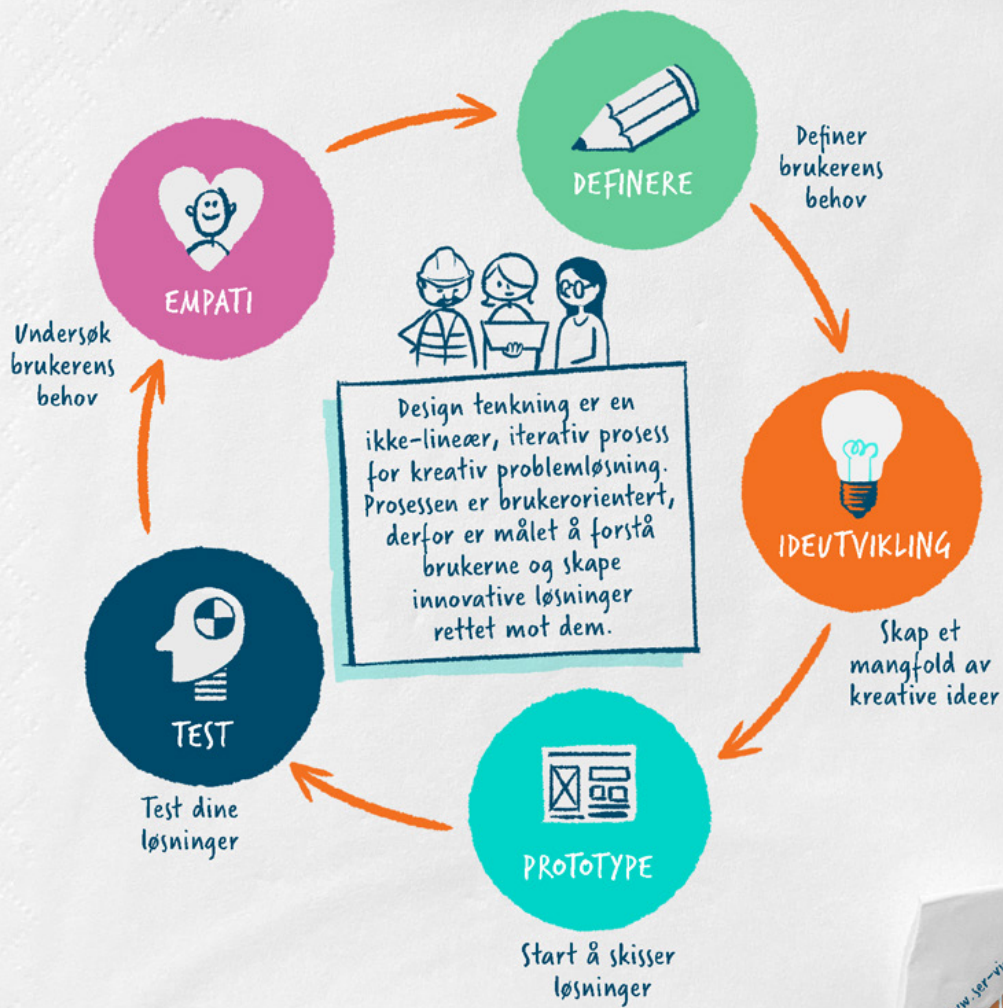 EMPATI
Undersøk
brukerens
behov
DEFINERE
Definer
brukerens
behov
IDEUTVIKLING
Skap et
mangfold av
kreative ideer
PROTOTYPE
Start å skisser
løsninger
TEST
Test dine
løsninger
Design tenkning er en
ikke-lineær, iterativ prosess
for kreativ problemløsning.
Prosessen er brukerorientert,
derfor er målet å forstå
brukerne og skape
innovative løsninger
rettet mot dem.